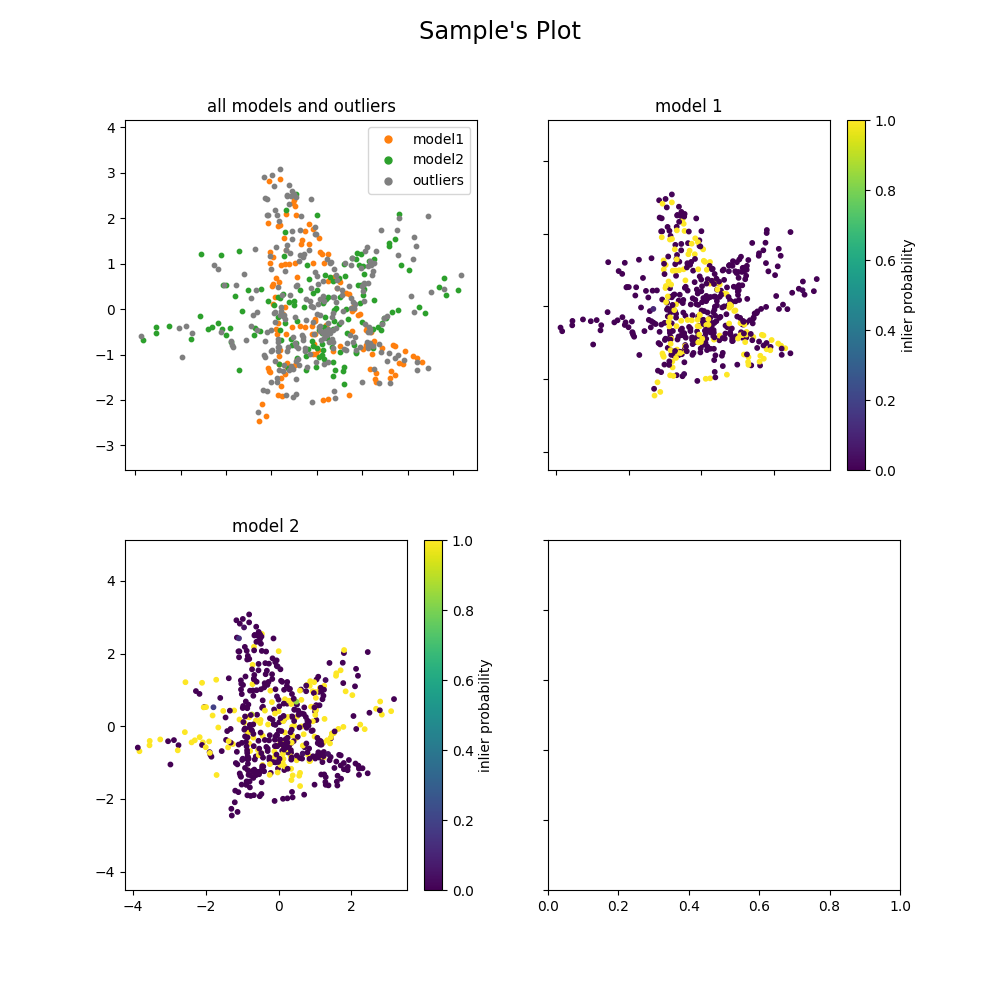 Sample's Plot
all models and outliers
4
3
2
1
0
−1
−2
−3
model1
model2
outliers
model 1
1.0
0.8
0.6
0.4
0.2
0.0
inlier probability
model 2
4
2
0
−2
−4
−4 −2 0 2
1.0
0.8
0.6
0.4
0.2
0.0
inlier probability
0.0 0.2 0.4 0.6 0.8 1.0